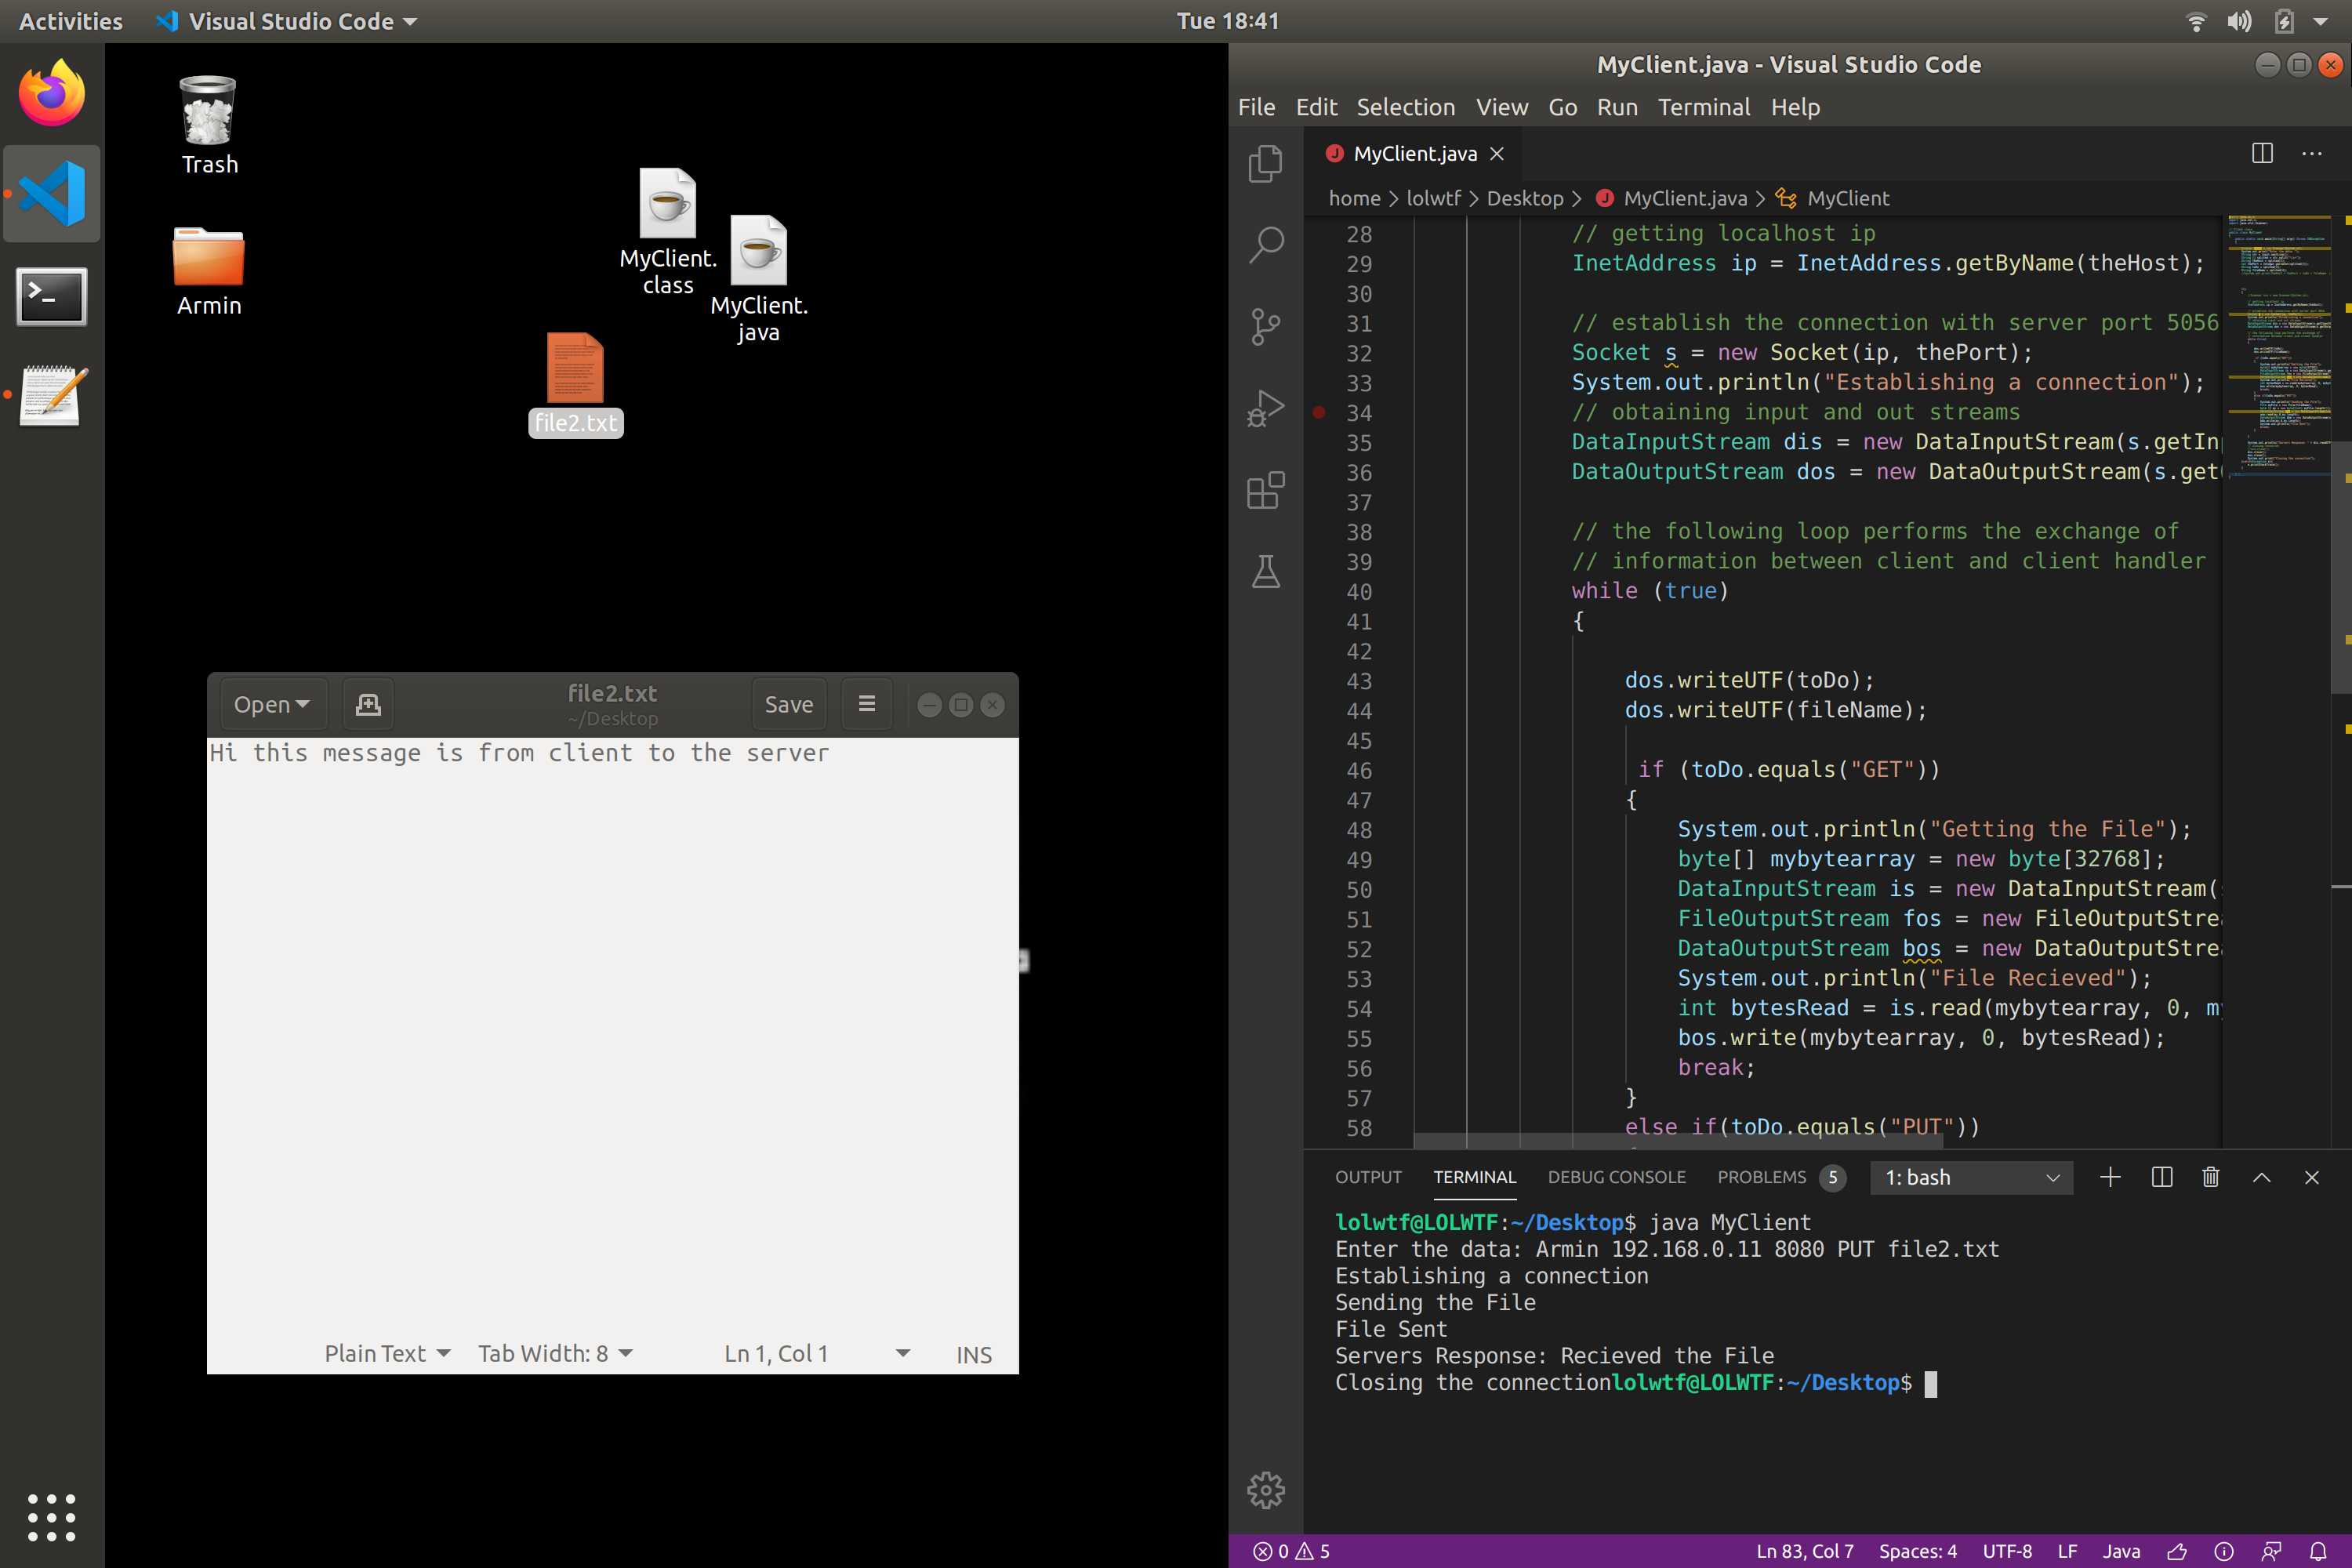 Activities
Visual Studio Code
Tue 18:41
Trash
Armin
MyClient.
class
MyClient.
java
file2.txt
Open
file2.txt
~/Desktop
Save
Hi this message is from client to the server
Plain Text
Tab Width: 8
Ln 1, Col 1
INS
MyClient.java - Visual Studio Code
File Edit Selection View Go Run Terminal Help
J MyClient.java
home > lolwtf > Desktop > J MyClient.java > MyClient
28 // getting localhost ip
29 InetAddress ip = InetAddress.getByName(theHost);
30
31 // establish the connection with server port 5056
32 Socket s = new Socket(ip, thePort);
33 System.out.println("Establishing a connection");
34 // obtaining input and out streams
35 DataInputStream dis = new DataInputStream(s.getIn
36 DataOutputStream dos = new DataOutputStream(s.get
37
38 // the following loop performs the exchange of
39 // information between client and client handler
40 while (true)
41 {
42
43 dos.writeUTF(toDo);
44 dos.writeUTF(fileName);
45
46 if (toDo.equals("GET"))
47 {
48 System.out.println("Getting the File");
49 byte[] mybytearray = new byte[32768];
50 DataInputStream is = new DataInputStream(
51 FileOutputStream fos = new FileOutputStre
52 DataOutputStream bos = new DataOutputStre
53 System.out.println("File Recieved");
54 int bytesRead = is.read(mybytearray, 0, m
55 bos.write(mybytearray, 0, bytesRead);
56 break;
57 }
58 else if(toDo.equals("PUT"))
OUTPUT TERMINAL DEBUG CONSOLE PROBLEMS 5 1: bash
lolwtf@LOLWTF:~/Desktop$ java MyClient
Enter the data: Armin 192.168.0.11 8080 PUT file2.txt
Establishing a connection
Sending the File
File Sent
Servers Response: Recieved the File
Closing the connectionlolwtf@LOLWTF:~/Desktop$
0 5
Ln 83, Col 7 Spaces: 4 UTF-8 LF Java